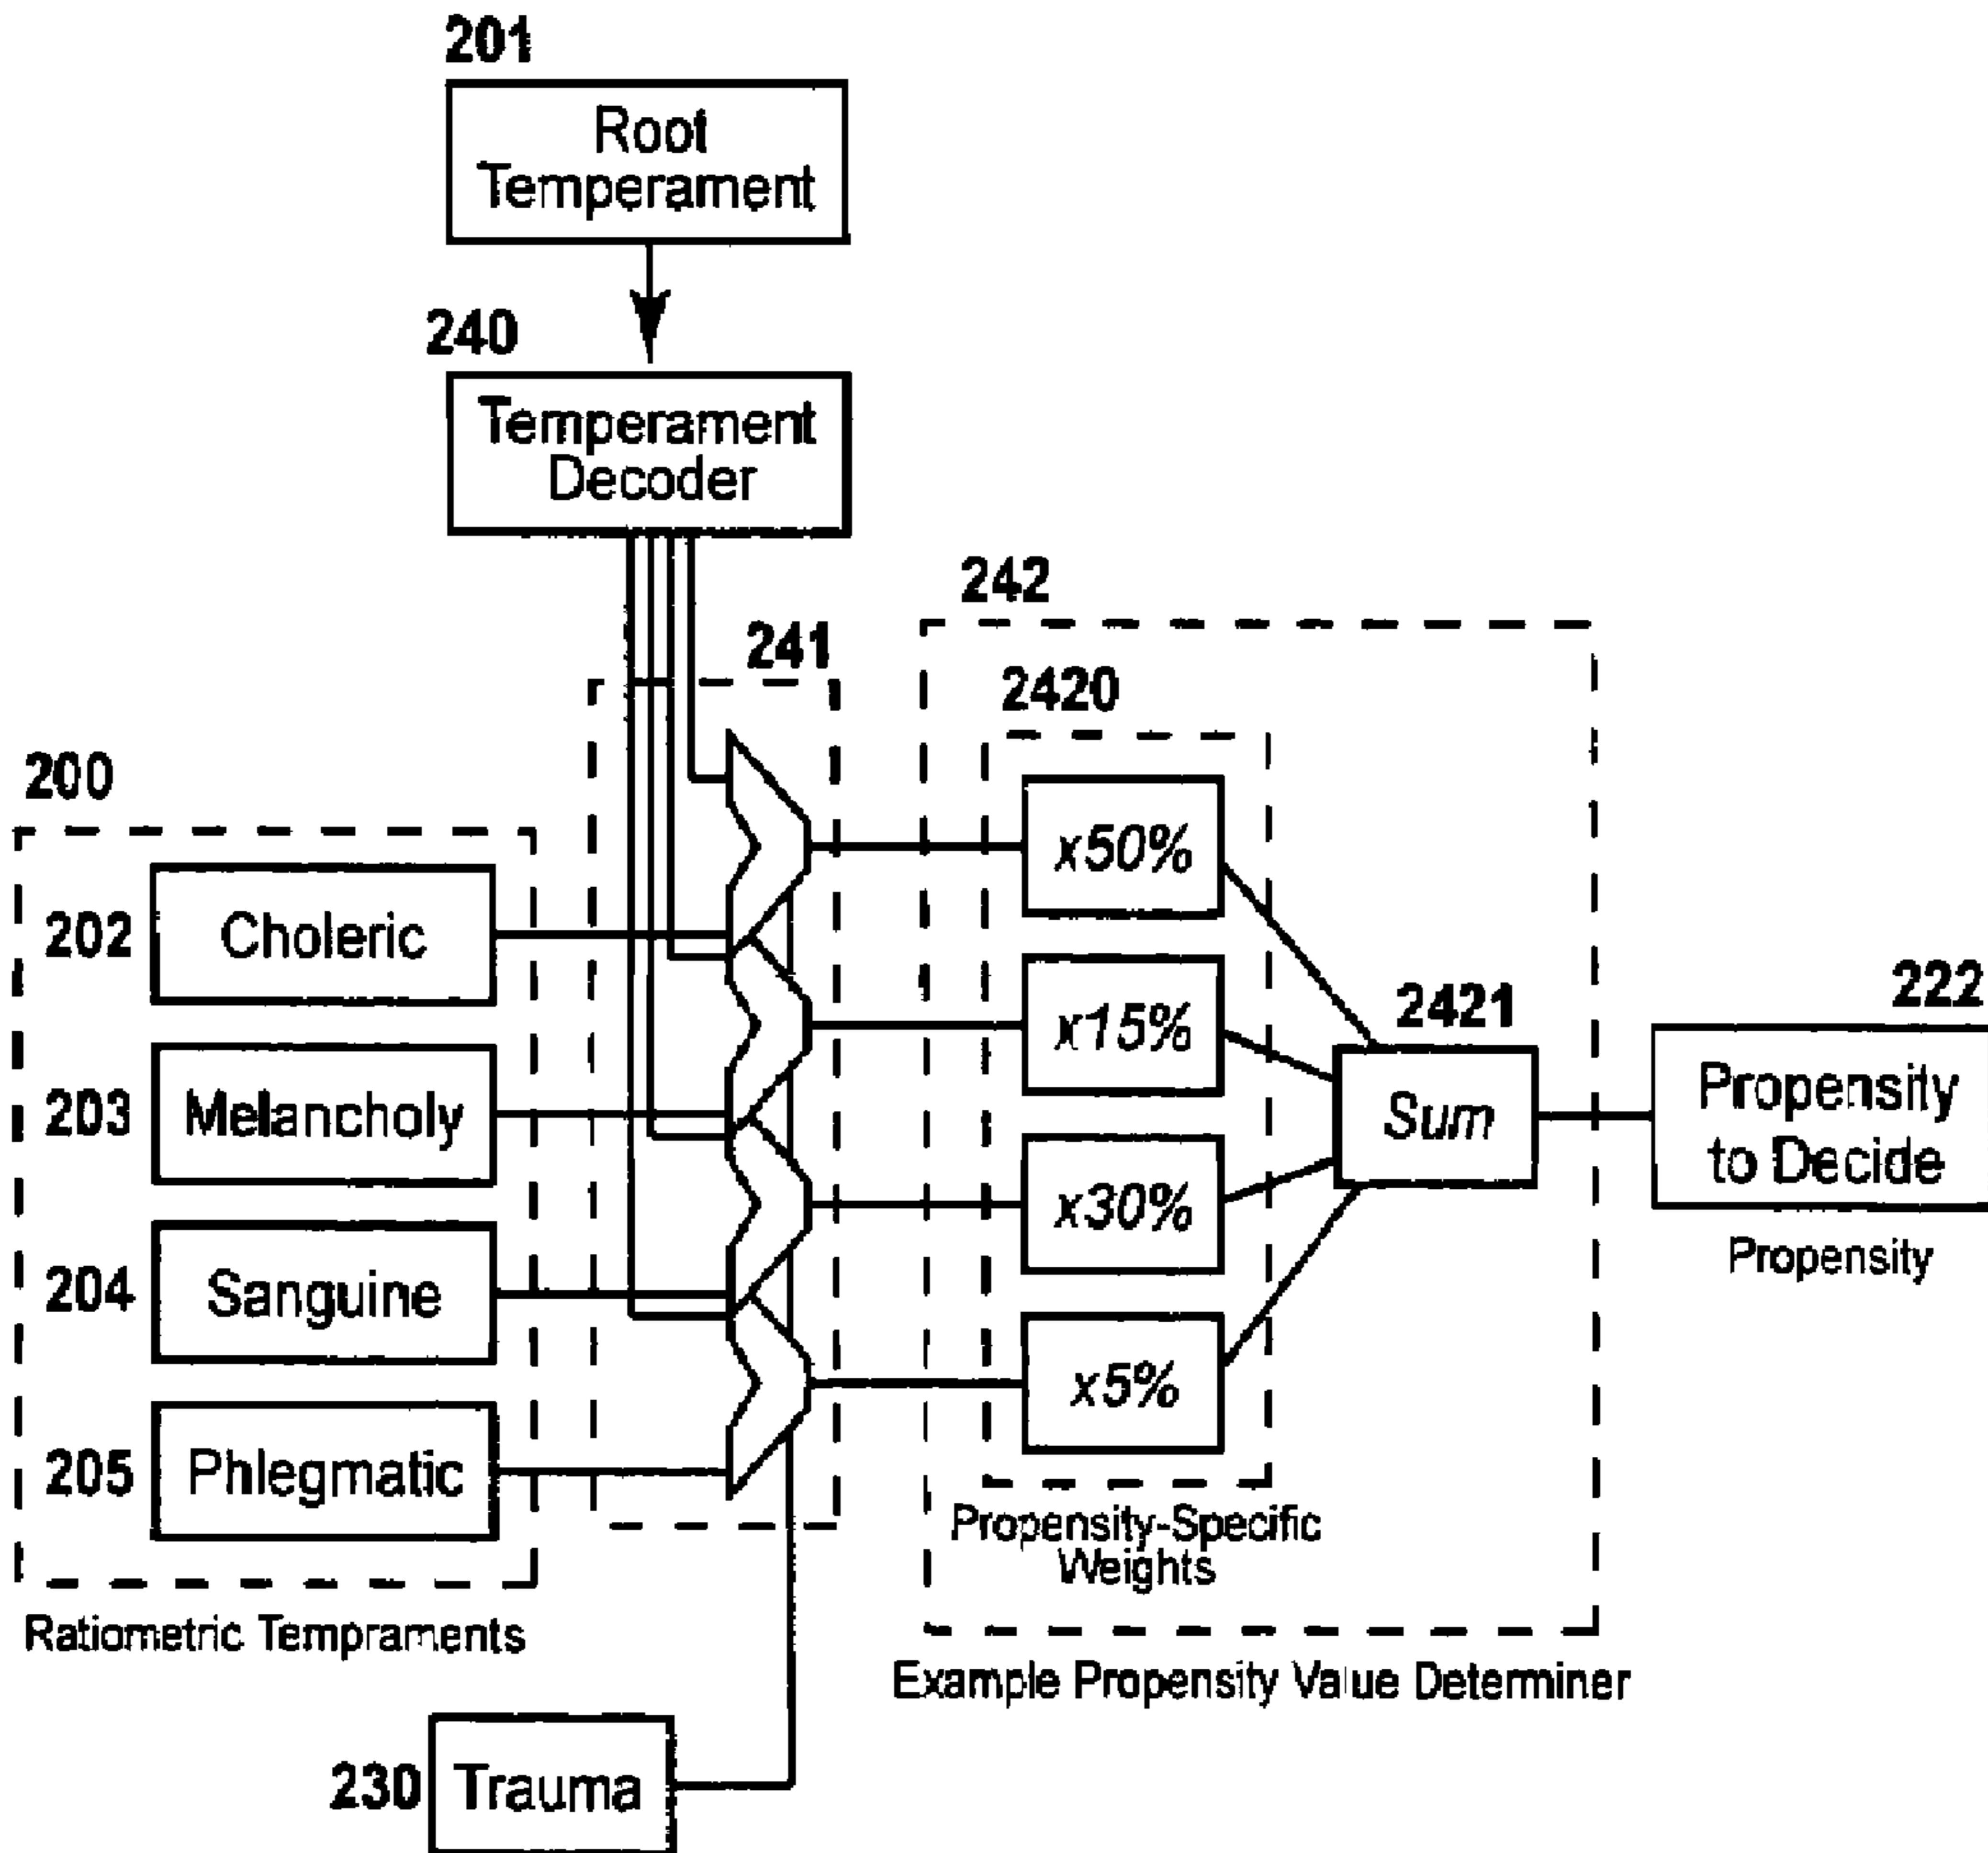 201
Root
Temperament
240
Temperament
Decoder
242
241
2420
200
x50%
202
Choleric
222
2421
x15%
Propensity
to Decide
203
Melancholy
Sum
x30%
Propensity
204
Sanguine
x5%
205
Phlegmatic
Propensity-Specific
Weights
Ratiometric Tempraments
Example Propensity Value Determiner
230
Trauma